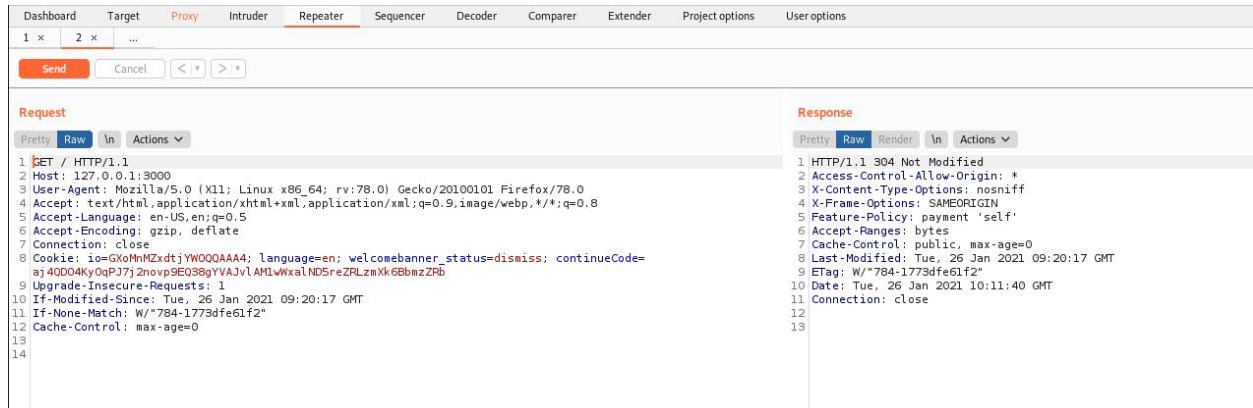 Dashboard Target Proxy Intruder Repeater Sequencer Decoder Comparer Extender Project options User options
1 × 2 × ...
Send Cancel < ▼ > ▼
Request
Pretty Raw \n Actions
1 GET / HTTP/1.1
2 Host: 127.0.0.1:3000
3 User-Agent: Mozilla/5.0 (X11; Linux x86_64; rv:78.0) Gecko/20100101 Firefox/78.0
4 Accept: text/html,application/xhtml+xml,application/xml;q=0.9,image/webp,*/*;q=0.8
5 Accept-Language: en-US,en;q=0.5
6 Accept-Encoding: gzip, deflate
7 Connection: close
8 Cookie: io=GXoMnMZxdtjYWOQQAAA4; language=en; welcomebanner_status=dismiss; continueCode=
aj4QDO4KyOqPJ7j2novp9EQ38gYVAJvlAM1wWxalND5reZRLzmXk6BbmzZRb
9 Upgrade-Insecure-Requests: 1
10 If-Modified-Since: Tue, 26 Jan 2021 09:20:17 GMT
11 If-None-Match: W/"784-1773dfe61f2"
12 Cache-Control: max-age=0
13
14
Response
Pretty Raw Render \n Actions
1 HTTP/1.1 304 Not Modified
2 Access-Control-Allow-Origin: *
3 X-Content-Type-Options: nosniff
4 X-Frame-Options: SAMEORIGIN
5 Feature-Policy: payment 'self'
6 Accept-Ranges: bytes
7 Cache-Control: public, max-age=0
8 Last-Modified: Tue, 26 Jan 2021 09:20:17 GMT
9 ETag: W/"784-1773dfe61f2"
10 Date: Tue, 26 Jan 2021 10:11:40 GMT
11 Connection: close
12
13